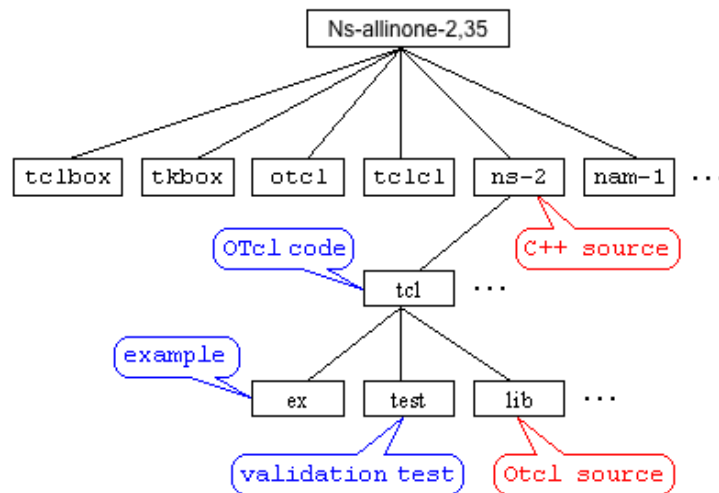 Ns-allinone-2,35
tclbox tkbox otcl tclcl ns-2 nam-1 ...
OTcl code C++ source
tcl ...
example
ex test lib ...
validation test Otcl source